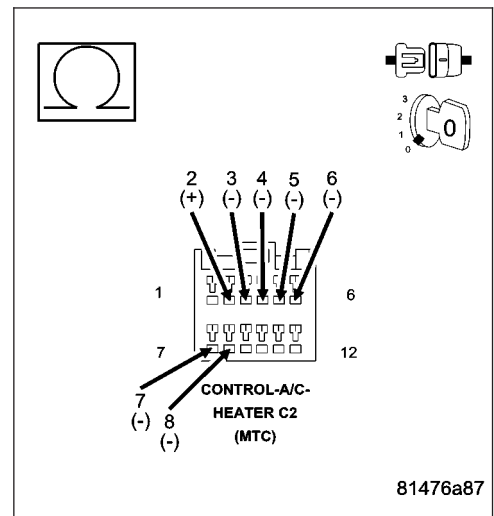 3
2
1
0
0
2 3 4 5 6
(+) (-) (-) (-) (-)
1 6
7 12
7 8
(-) (-)
CONTROL-A/C-
HEATER C2
(MTC)
81476a87